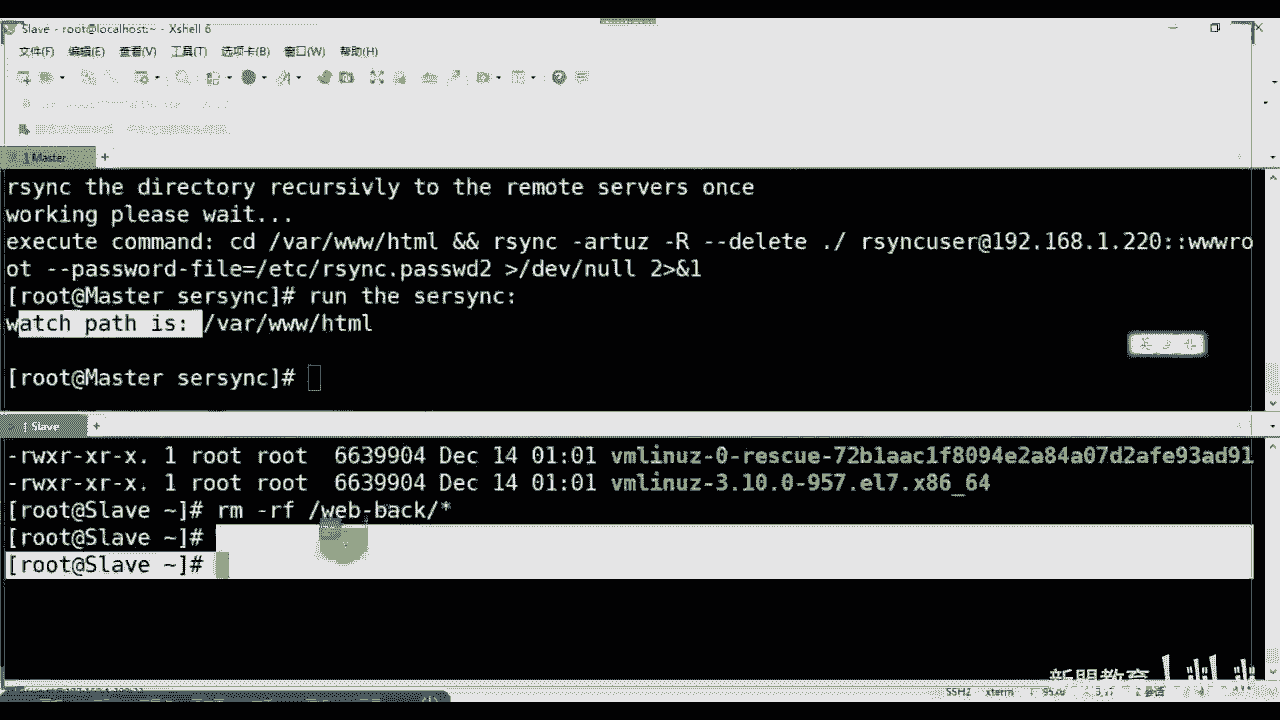 Slave - root@localhost:~ - Xshell 6
文件(F) 编辑(E) 查看(V) 工具(T) 选项卡(B) 窗口(W) 帮助(H)
1 Master +
rsync the directory recursivly to the remote servers once
working please wait...
execute command: cd /var/www/html && rsync -artuz -R --delete ./ rsyncuser@192.168.1.220::wwwro
ot --password-file=/etc/rsync.passwd2 >/dev/null 2>&1
[root@Master sersync]# run the sersync:
watch path is: /var/www/html
[root@Master sersync]#
1 Slave +
-rwxr-xr-x. 1 root root  6639904 Dec 14 01:01 vmlinuz-0-rescue-72b1aac1f8094e2a84a07d2afe93ad91
-rwxr-xr-x. 1 root root  6639904 Dec 14 01:01 vmlinuz-3.10.0-957.el7.x86_64
[root@Slave ~]# rm -rf /web-back/*
[root@Slave ~]#
[root@Slave ~]#
新盟教育
SSH2 xterm